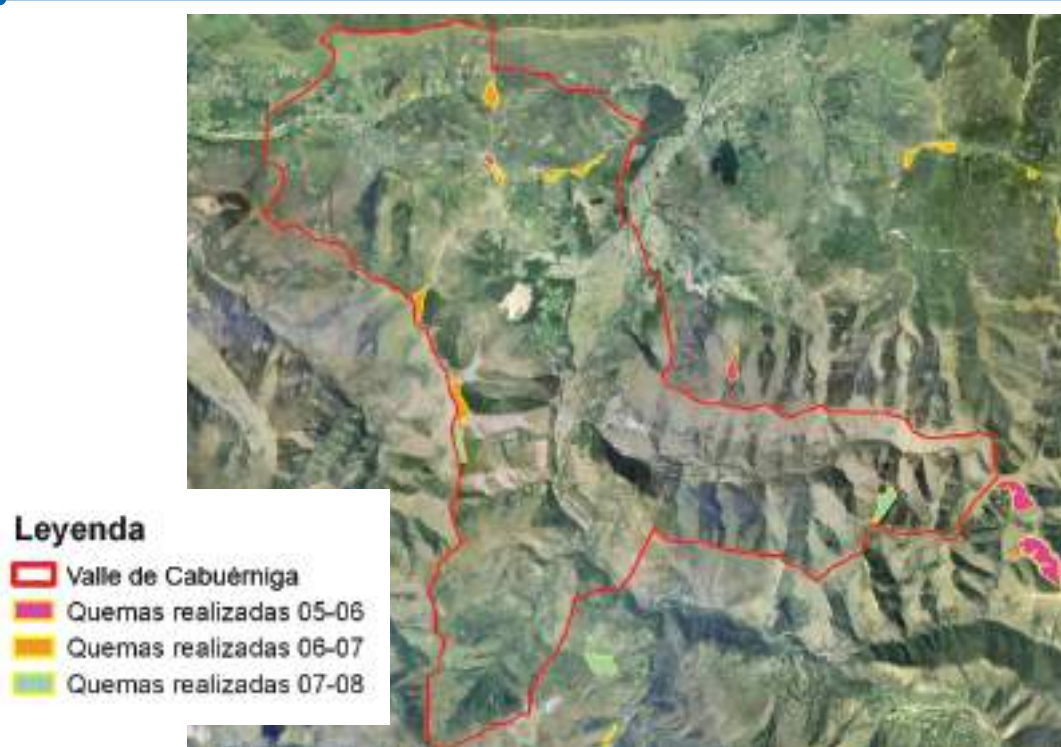 Leyenda
Valle de Cabuérniga
Quemas realizadas 05-06
Quemas realizadas 06-07
Quemas realizadas 07-08